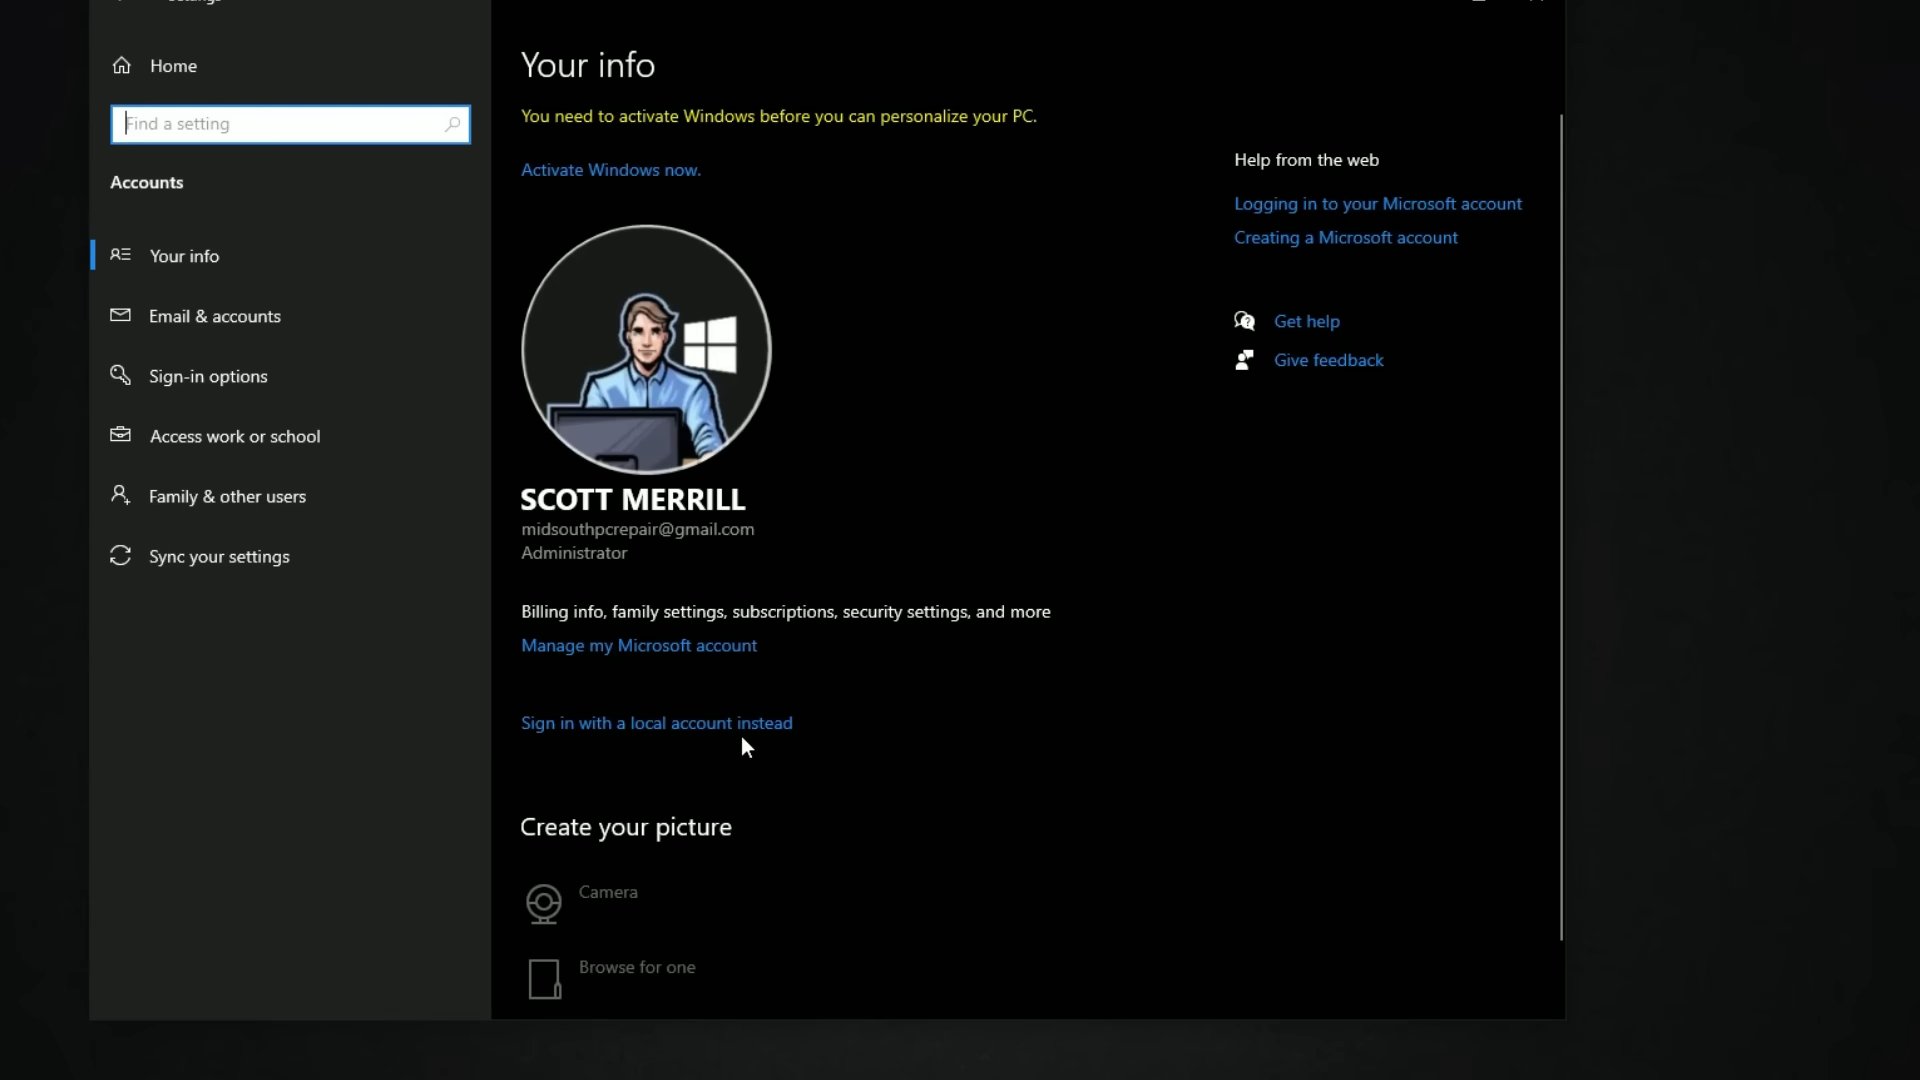 Settings
Home
Find a setting
Accounts
Your info
Email & accounts
Sign-in options
Access work or school
Family & other users
Sync your settings
Your info
You need to activate Windows before you can personalize your PC.
Activate Windows now.
SCOTT MERRILL
midsouthpcrepair@gmail.com
Administrator
Billing info, family settings, subscriptions, security settings, and more
Manage my Microsoft account
Sign in with a local account instead
Create your picture
Camera
Browse for one
Help from the web
Logging in to your Microsoft account
Creating a Microsoft account
Get help
Give feedback